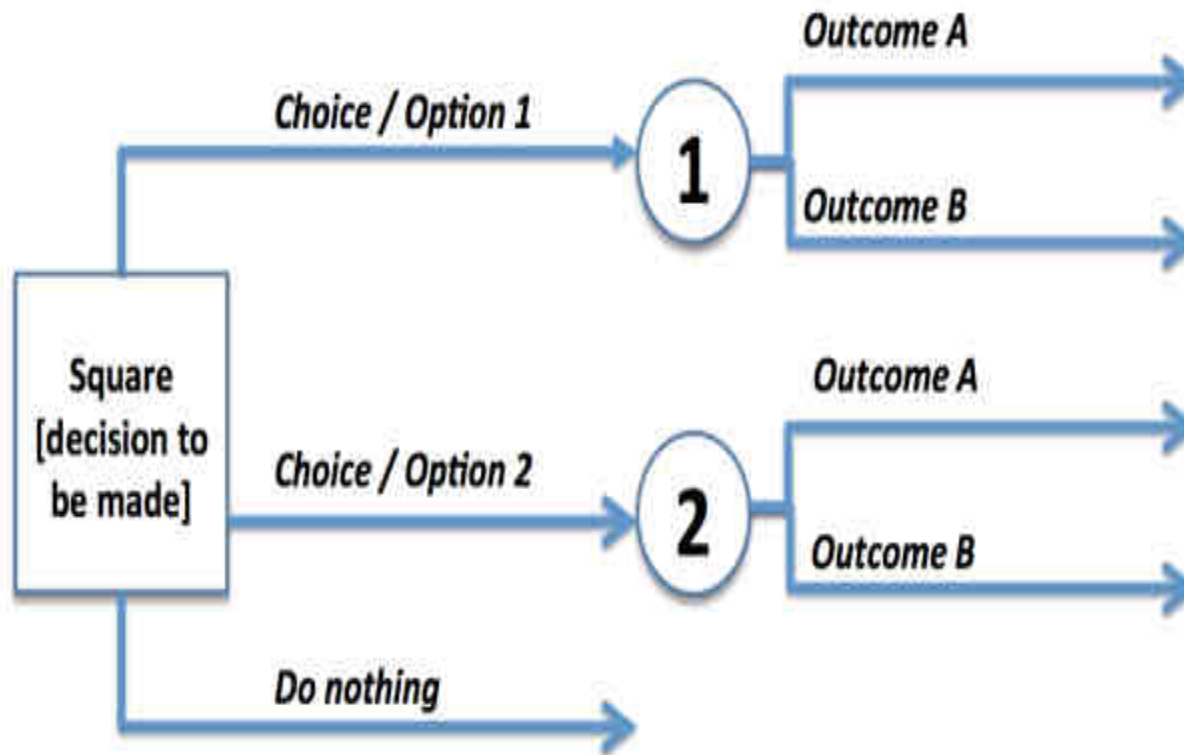 Outcome A
Choice / Option 1
1
Outcome B
Square
[decision to
be made]
Outcome A
Choice / Option 2
2
Outcome B
Do nothing